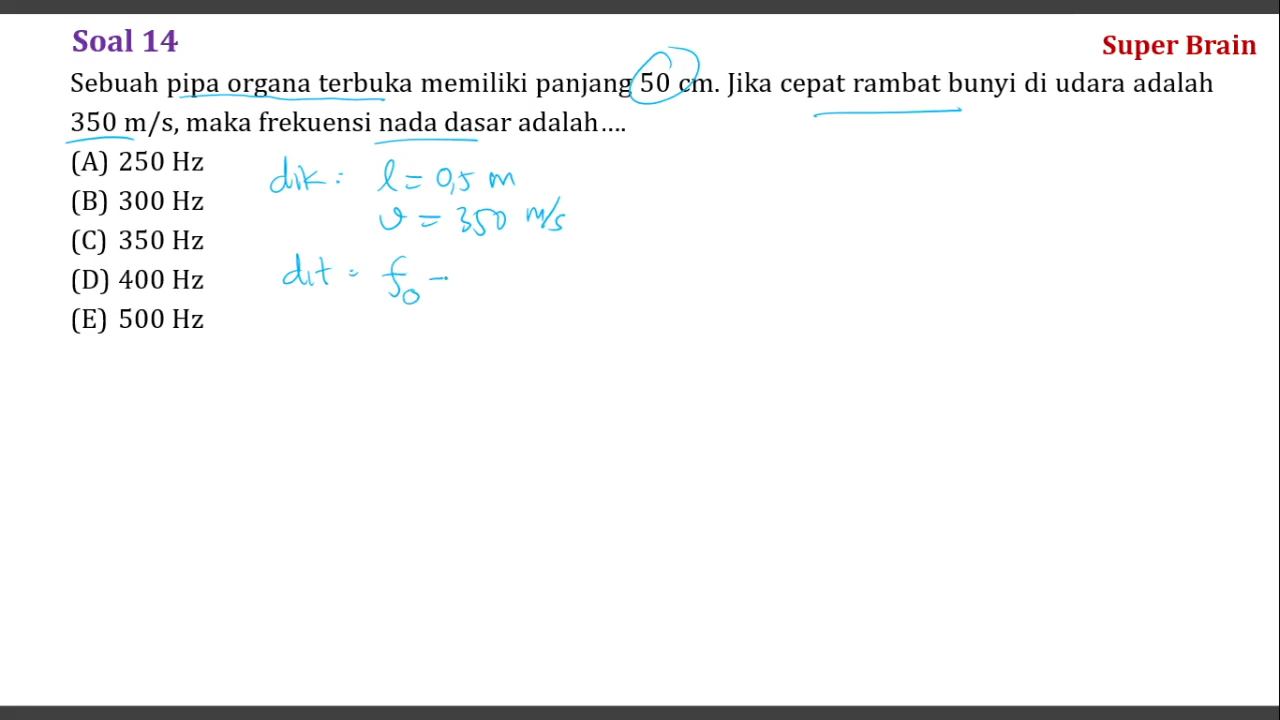 Soal 14
Super Brain
Sebuah pipa organa terbuka memiliki panjang 50 cm. Jika cepat rambat bunyi di udara adalah
350 m/s, maka frekuensi nada dasar adalah....
(A) 250 Hz
(B) 300 Hz
(C) 350 Hz
(D) 400 Hz
(E) 500 Hz
dik : l = 0,5 m
v = 350 m/s
dit = f₀ -